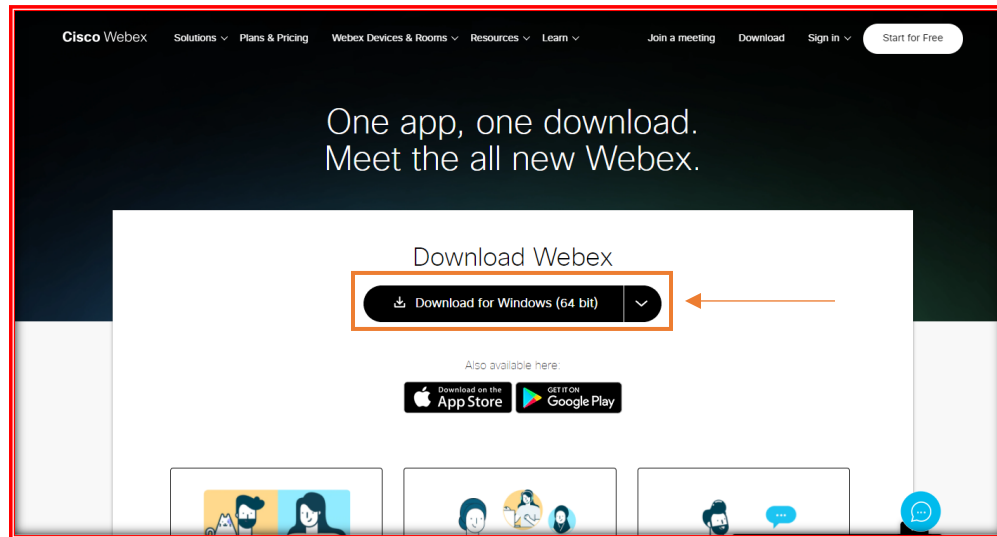 Cisco Webex Solutions Plans & Pricing Webex Devices & Rooms Resources Learn Join a meeting Download Sign in Start for Free
One app, one download.
Meet the all new Webex.
Download Webex
Download for Windows (64 bit)
Also available here:
Download on the
App Store
GET IT ON
Google Play